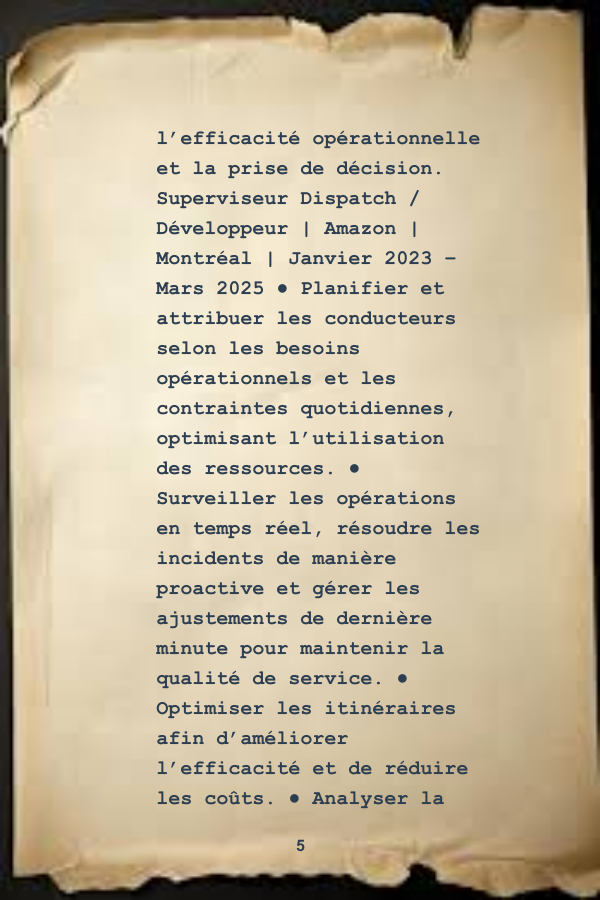 l’efficacité opérationnelle
et la prise de décision.
Superviseur Dispatch /
Développeur | Amazon |
Montréal | Janvier 2023 –
Mars 2025 ● Planifier et
attribuer les conducteurs
selon les besoins
opérationnels et les
contraintes quotidiennes,
optimisant l’utilisation
des ressources. ●
Surveiller les opérations
en temps réel, résoudre les
incidents de manière
proactive et gérer les
ajustements de dernière
minute pour maintenir la
qualité de service. ●
Optimiser les itinéraires
afin d’améliorer
l’efficacité et de réduire
les coûts. ● Analyser la
5